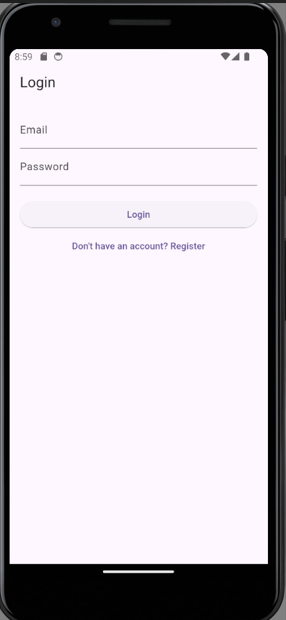 8:59
Login
Email
Password
Login
Don't have an account? Register